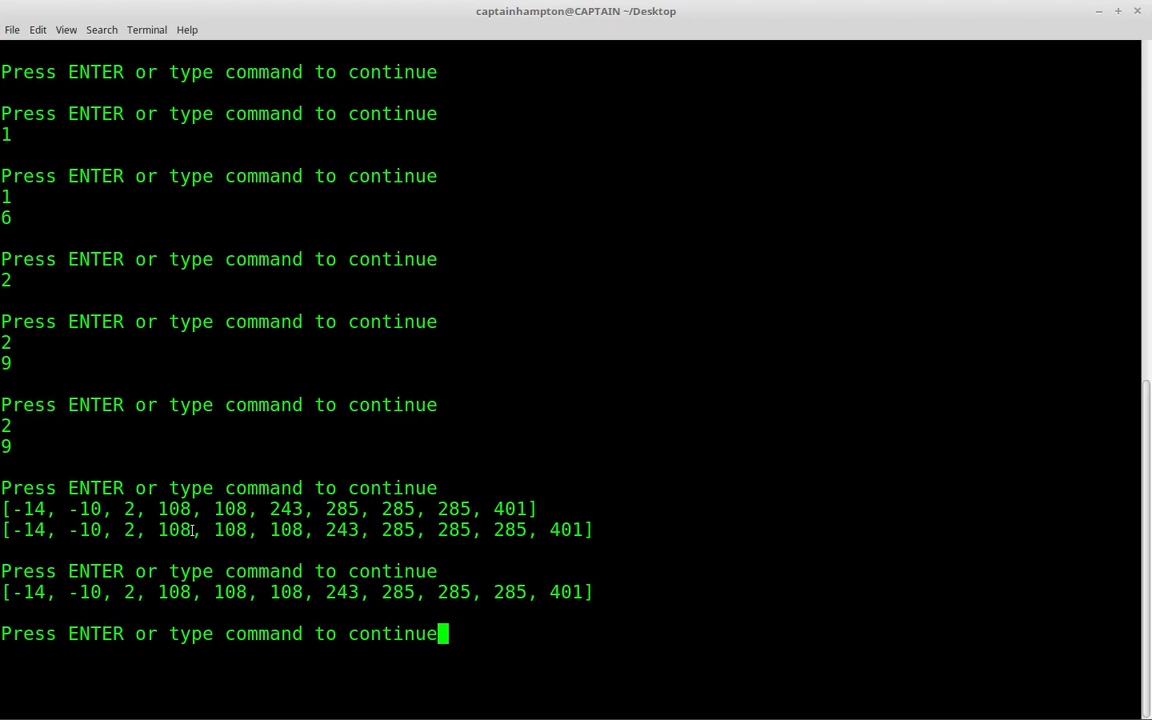 captainhampton@CAPTAIN ~/Desktop
File Edit View Search Terminal Help
Press ENTER or type command to continue
Press ENTER or type command to continue
1
Press ENTER or type command to continue
1
6
Press ENTER or type command to continue
2
Press ENTER or type command to continue
2
9
Press ENTER or type command to continue
2
9
Press ENTER or type command to continue
[-14, -10, 2, 108, 108, 243, 285, 285, 285, 401]
[-14, -10, 2, 108, 108, 108, 243, 285, 285, 285, 401]
Press ENTER or type command to continue
[-14, -10, 2, 108, 108, 108, 243, 285, 285, 285, 401]
Press ENTER or type command to continue